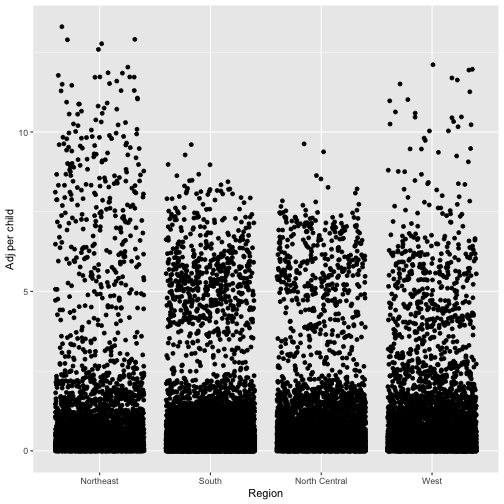 10
5
0
Adj per child
Northeast
South
North Central
West
Region